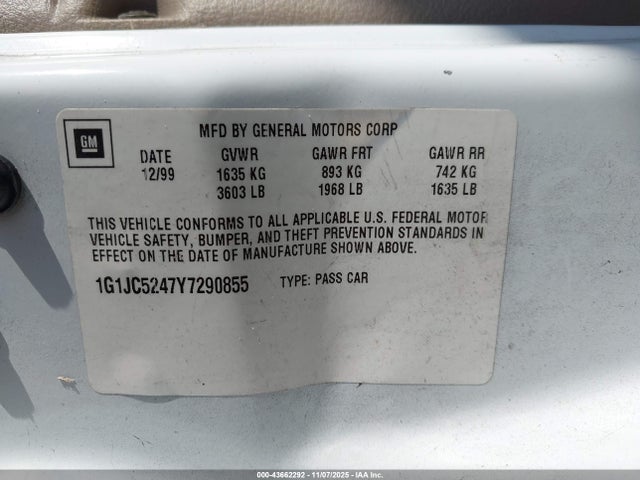 GM
MFD BY GENERAL MOTORS CORP
DATE GVWR GAWR FRT GAWR RR
12/99 1635 KG 893 KG 742 KG
3603 LB 1968 LB 1635 LB
THIS VEHICLE CONFORMS TO ALL APPLICABLE U.S. FEDERAL MOTOR
VEHICLE SAFETY, BUMPER, AND THEFT PREVENTION STANDARDS IN
EFFECT ON THE DATE OF MANUFACTURE SHOWN ABOVE.
1G1JC5247Y7290855 TYPE: PASS CAR
000-43662292 - 11/07/2025 - IAAI.COM